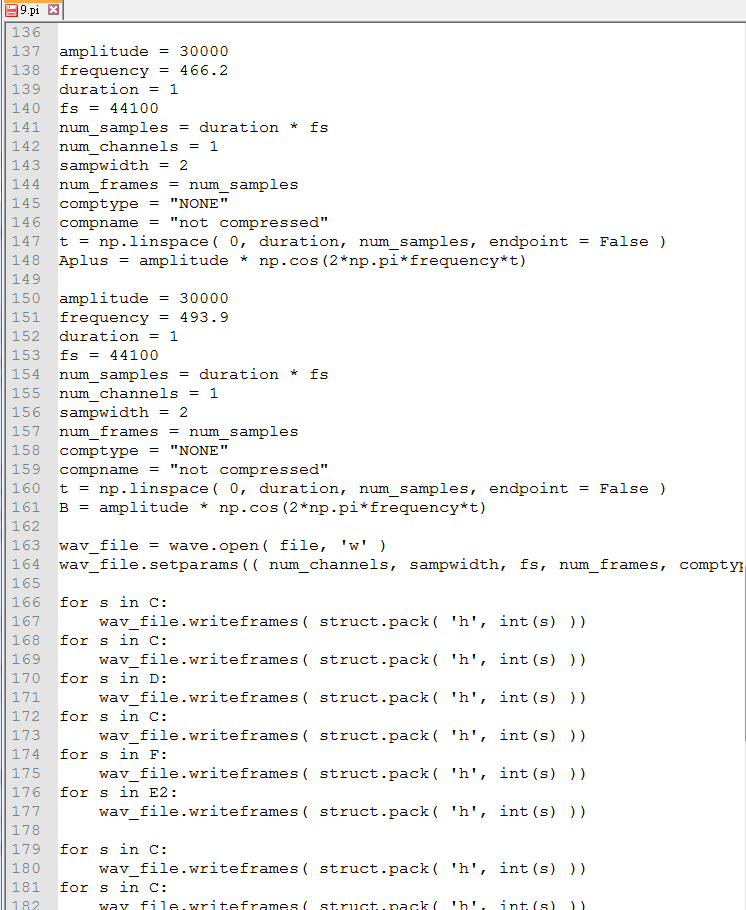 9.pi
136
137 amplitude = 30000
138 frequency = 466.2
139 duration = 1
140 fs = 44100
141 num_samples = duration * fs
142 num_channels = 1
143 sampwidth = 2
144 num_frames = num_samples
145 comptype = "NONE"
146 compname = "not compressed"
147 t = np.linspace( 0, duration, num_samples, endpoint = False )
148 Aplus = amplitude * np.cos(2*np.pi*frequency*t)
149
150 amplitude = 30000
151 frequency = 493.9
152 duration = 1
153 fs = 44100
154 num_samples = duration * fs
155 num_channels = 1
156 sampwidth = 2
157 num_frames = num_samples
158 comptype = "NONE"
159 compname = "not compressed"
160 t = np.linspace( 0, duration, num_samples, endpoint = False )
161 B = amplitude * np.cos(2*np.pi*frequency*t)
162
163 wav_file = wave.open( file, 'w' )
164 wav_file.setparams(( num_channels, sampwidth, fs, num_frames, comptyp
165
166 for s in C:
167     wav_file.writeframes( struct.pack( 'h', int(s) ))
168 for s in C:
169     wav_file.writeframes( struct.pack( 'h', int(s) ))
170 for s in D:
171     wav_file.writeframes( struct.pack( 'h', int(s) ))
172 for s in C:
173     wav_file.writeframes( struct.pack( 'h', int(s) ))
174 for s in F:
175     wav_file.writeframes( struct.pack( 'h', int(s) ))
176 for s in E2:
177     wav_file.writeframes( struct.pack( 'h', int(s) ))
178
179 for s in C:
180     wav_file.writeframes( struct.pack( 'h', int(s) ))
181 for s in C:
182     wav_file.writeframes( struct.pack( 'h', int(s) ))